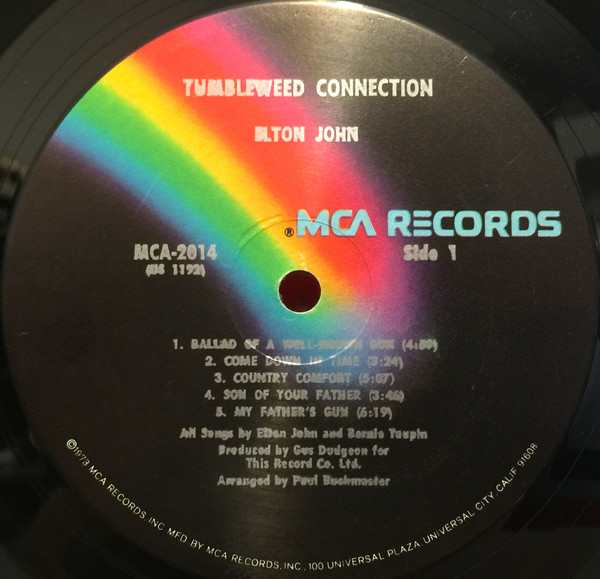 TUMBLEWEED CONNECTION
ELTON JOHN
® MCA RECORDS
MCA-2014
Side 1
(US 1192)
1. BALLAD OF A WELL-KNOWN GUN (4:59)
2. COME DOWN IN TIME (3:24)
3. COUNTRY COMFORT (5:07)
4. SON OF YOUR FATHER (3:46)
5. MY FATHER'S GUN (6:19)
All Songs by Elton John and Bernie Taupin
Produced by Gus Dudgeon for
This Record Co. Ltd.
Arranged by Paul Buckmaster
©1973 MCA RECORDS INC MFD BY MCA RECORDS, INC., 100 UNIVERSAL PLAZA, UNIVERSAL CITY, CALIF 91608